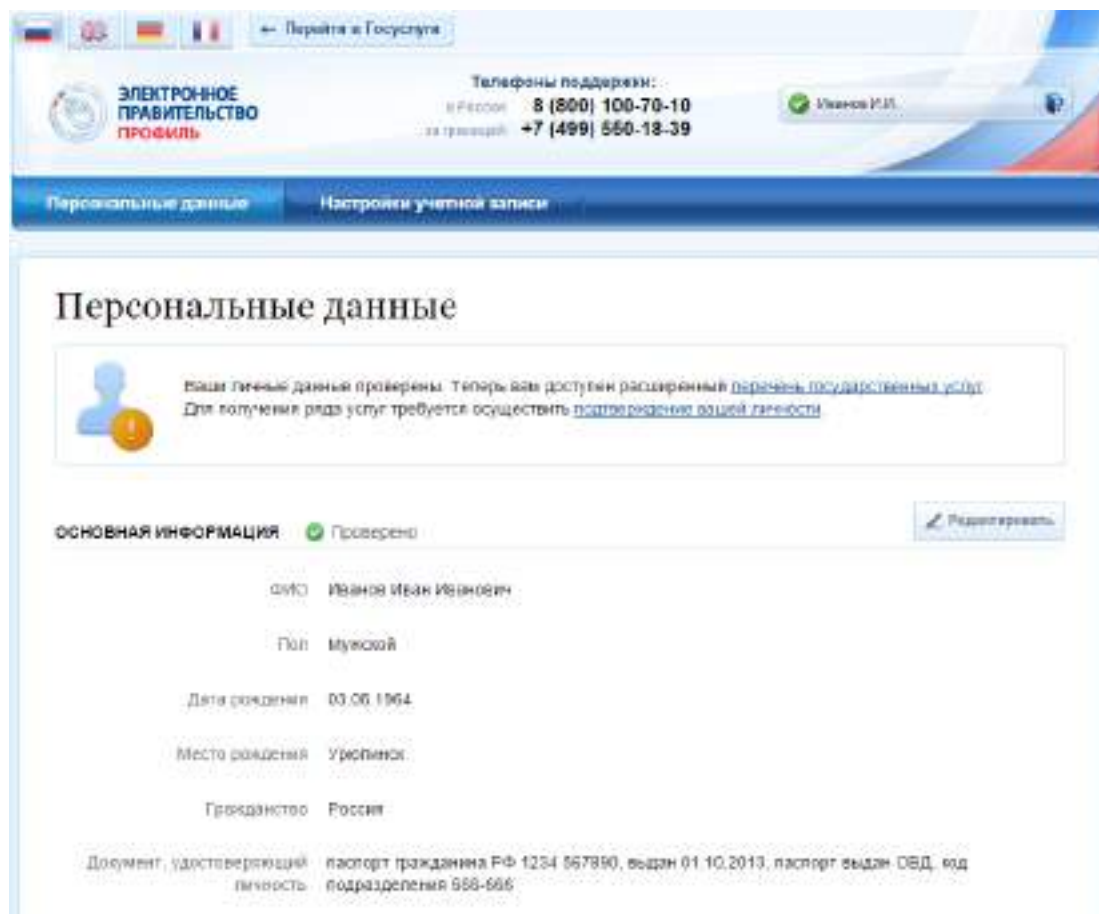 ← Перейти в Госуслуги
ЭЛЕКТРОННОЕ
ПРАВИТЕЛЬСТВО
ПРОФИЛЬ
Телефоны поддержки:
в России 8 (800) 100-70-10
за границей +7 (499) 550-18-39
Иванов И.И.
Персональные данные
Настройки учетной записи
Персональные данные
Ваши личные данные проверены. Теперь вам доступен расширенный перечень государственных услуг.
Для получения ряда услуг требуется осуществить подтверждение вашей личности.
ОСНОВНАЯ ИНФОРМАЦИЯ Проверено
Редактировать
ФИО Иванов Иван Иванович
Пол Мужской
Дата рождения 03.06.1964
Место рождения Урюпинск
Гражданство Россия
Документ, удостоверяющий паспорт гражданина РФ 1234 567890, выдан 01.10.2013, паспорт выдан ОВД, код
личность подразделения 666-666